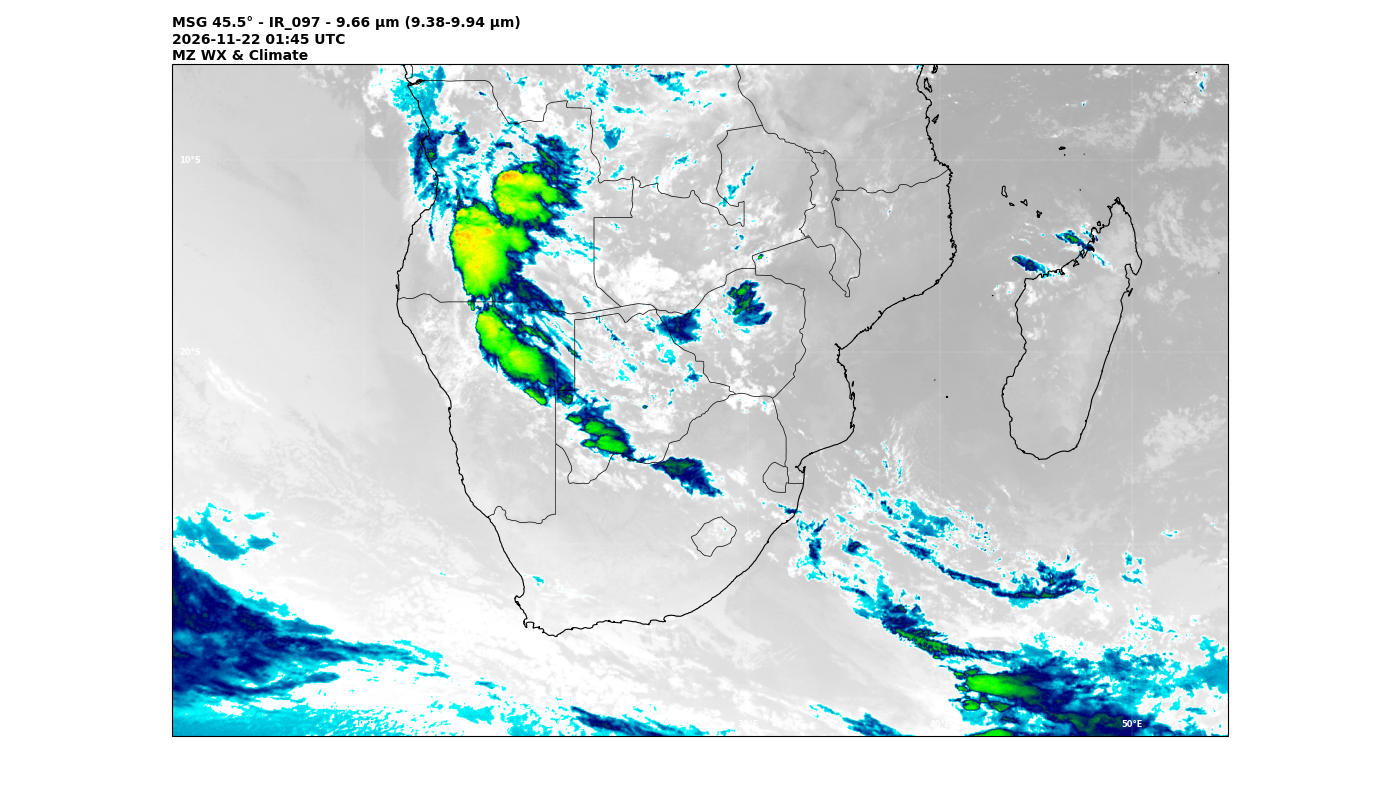 MSG 45.5° - IR_097 - 9.66 μm (9.38-9.94 μm)
2026-11-22 01:45 UTC
MZ WX & Climate
10°S
20°S
50°E